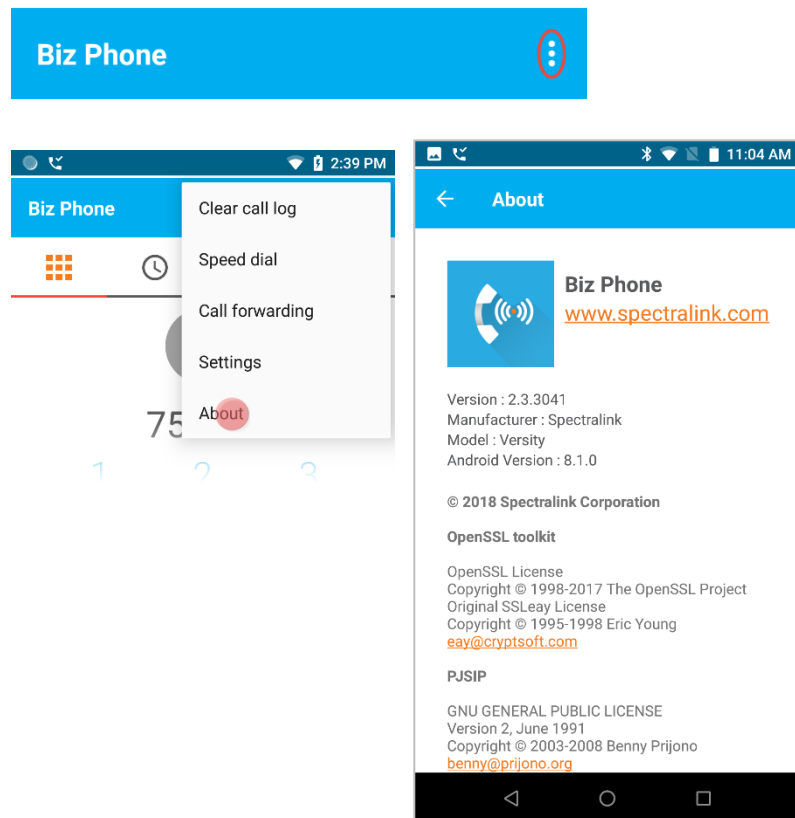 Biz Phone
2:39 PM
Biz Phone
Clear call log
Speed dial
Call forwarding
Settings
About
75
1 2 3
11:04 AM
About
Biz Phone
www.spectralink.com
Version : 2.3.3041
Manufacturer : Spectralink
Model : Versity
Android Version : 8.1.0
© 2018 Spectralink Corporation
OpenSSL toolkit
OpenSSL License
Copyright © 1998-2017 The OpenSSL Project
Original SSLeay License
Copyright © 1995-1998 Eric Young
eay@cryptsoft.com
PJSIP
GNU GENERAL PUBLIC LICENSE
Version 2, June 1991
Copyright © 2003-2008 Benny Prijono
benny@prijono.org